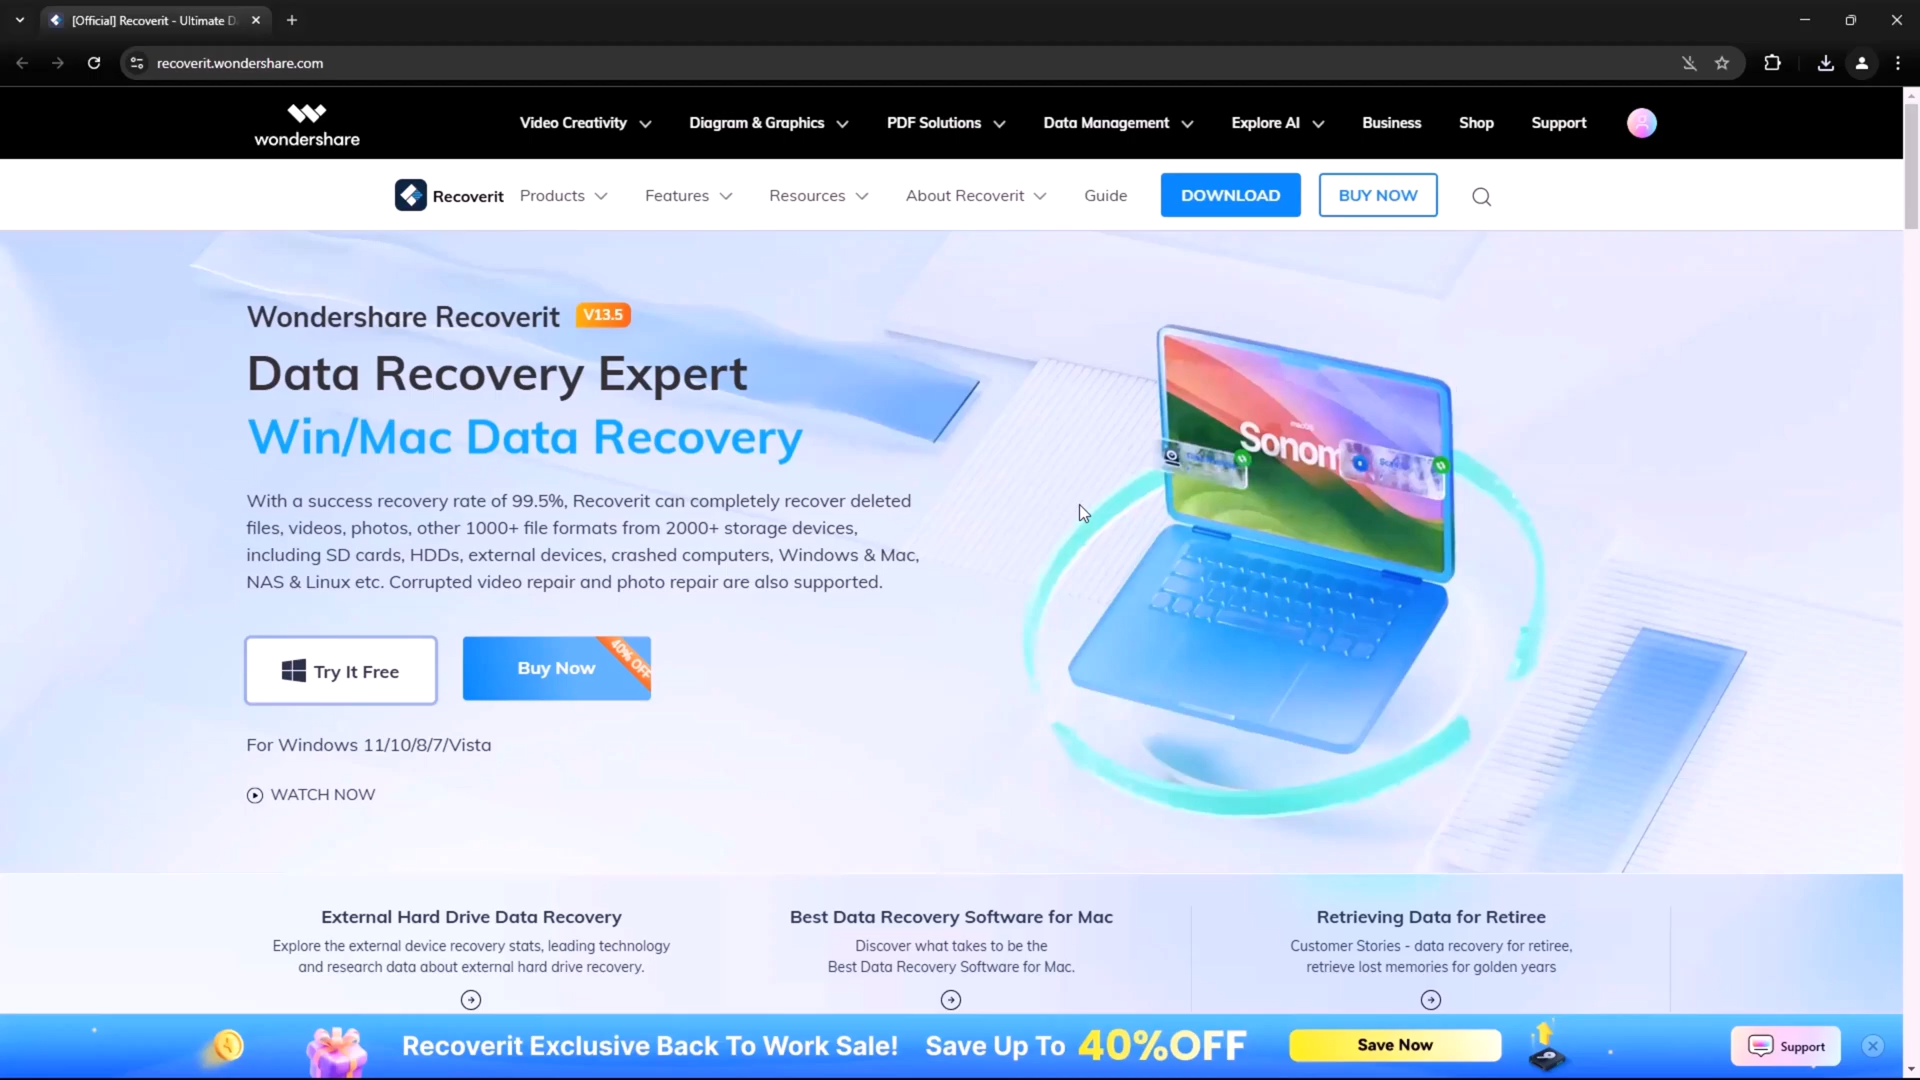 [Official] Recoverit - Ultimate D
recoverit.wondershare.com
wondershare
Video Creativity
Diagram & Graphics
PDF Solutions
Data Management
Explore AI
Business
Shop
Support
Recoverit
Products
Features
Resources
About Recoverit
Guide
DOWNLOAD
BUY NOW
Wondershare Recoverit V13.5
Data Recovery Expert
Win/Mac Data Recovery
With a success recovery rate of 99.5%, Recoverit can completely recover deleted
files, videos, photos, other 1000+ file formats from 2000+ storage devices,
including SD cards, HDDs, external devices, crashed computers, Windows & Mac,
NAS & Linux etc. Corrupted video repair and photo repair are also supported.
macOS
Sonom
Try It Free
Buy Now
40% OFF
For Windows 11/10/8/7/Vista
WATCH NOW
External Hard Drive Data Recovery
Explore the external device recovery stats, leading technology
and research data about external hard drive recovery.
Best Data Recovery Software for Mac
Discover what takes to be the
Best Data Recovery Software for Mac.
Retrieving Data for Retiree
Customer Stories - data recovery for retiree,
retrieve lost memories for golden years
Recoverit Exclusive Back To Work Sale! Save Up To 40%OFF
Save Now
Support